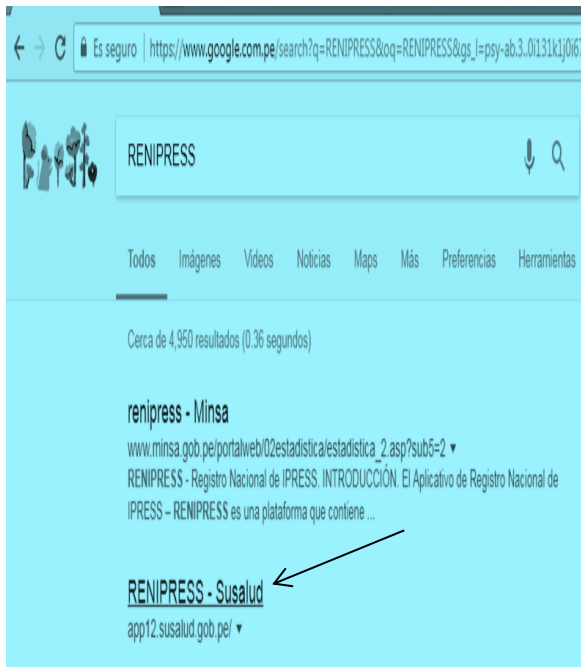 Es seguro | https://www.google.com.pe/search?q=RENIPRESS&oq=RENIPRESS&gs_l=psy-ab.3..0i131k1j0i67
RENIPRESS
Todos Imágenes Videos Noticias Maps Más Preferencias Herramientas
Cerca de 4,950 resultados (0.36 segundos)
renipress - Minsa
www.minsa.gob.pe/portalweb/02estadistica/estadistica_2.asp?sub5=2 ▾
RENIPRESS - Registro Nacional de IPRESS. INTRODUCCIÓN. El Aplicativo de Registro Nacional de
IPRESS – RENIPRESS es una plataforma que contiene ...
RENIPRESS - Susalud
app12.susalud.gob.pe/ ▾